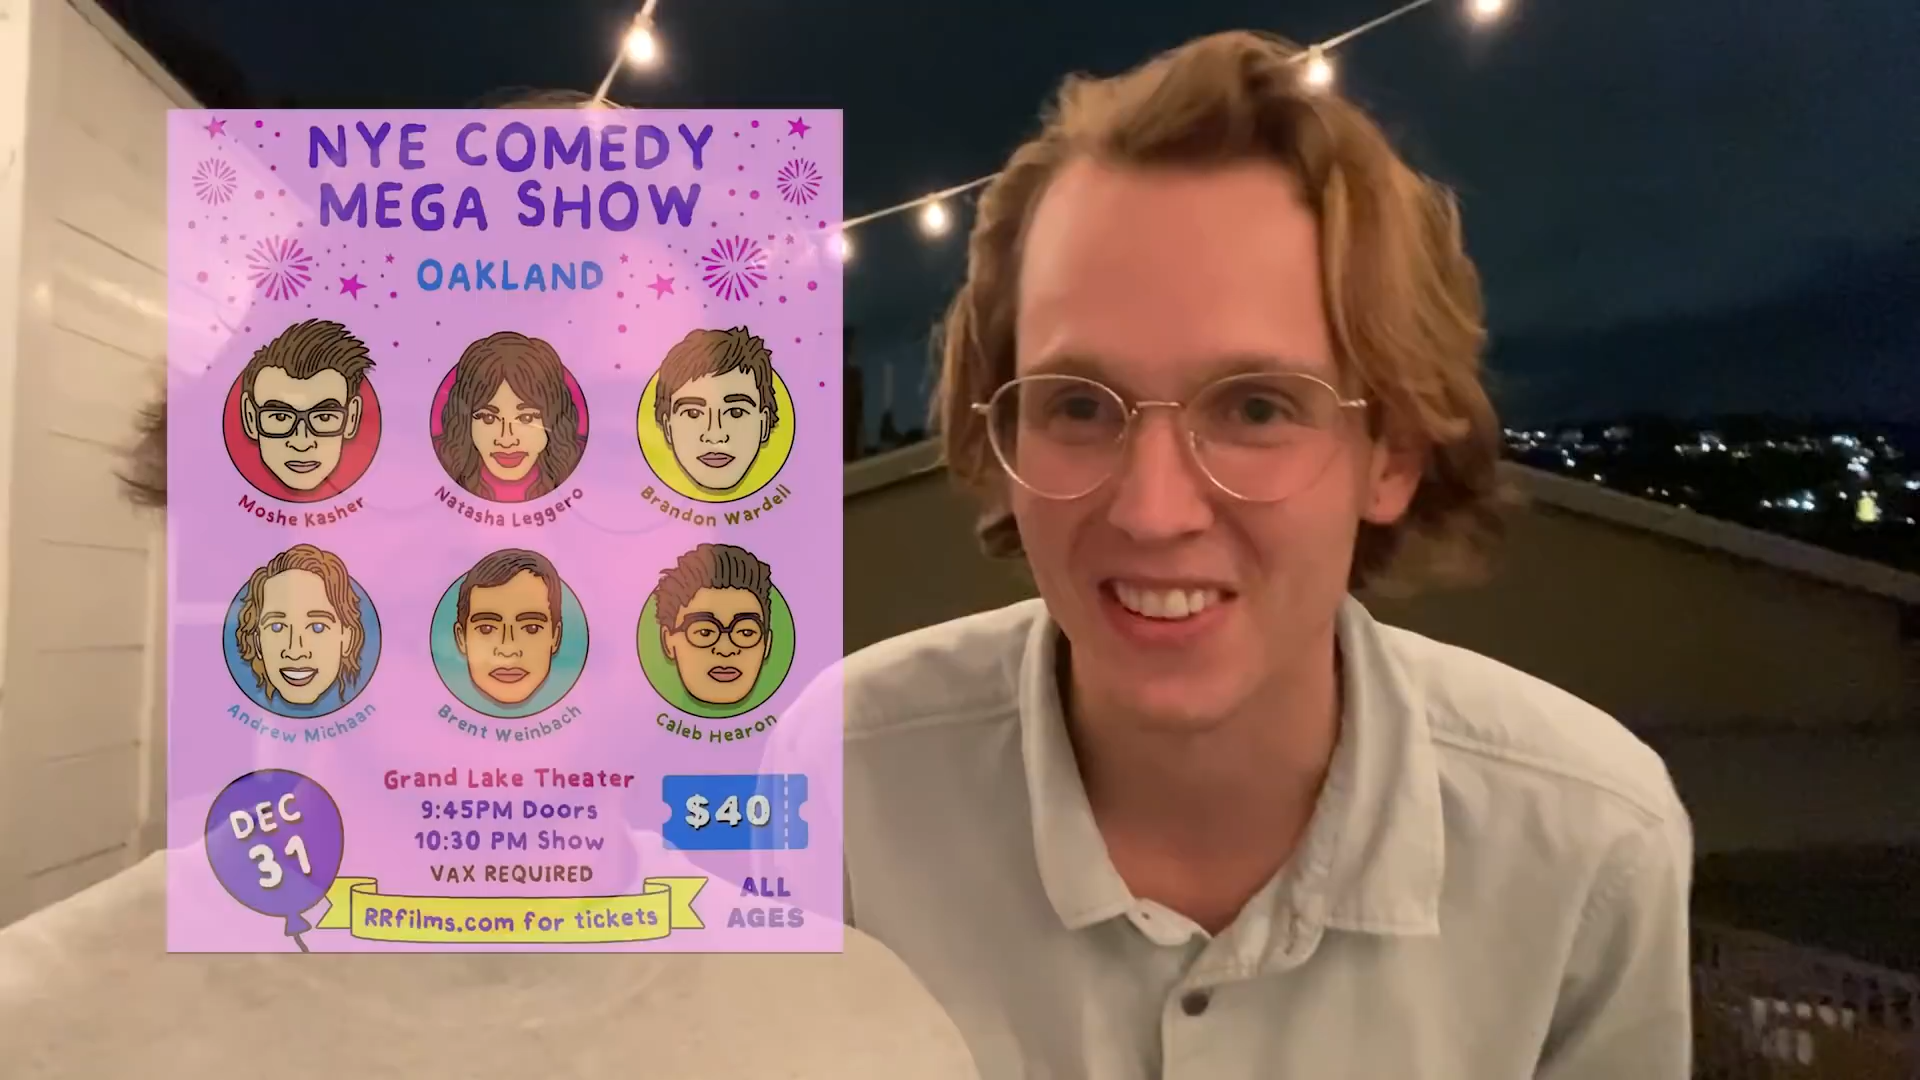 NYE COMEDY
MEGA SHOW
OAKLAND
Moshe Kasher
Natasha Leggero
Brandon Wardell
Andrew Michaan
Brent Weinbach
Caleb Hearon
DEC
31
Grand Lake Theater
9:45PM Doors
10:30 PM Show
VAX REQUIRED
RRfilms.com for tickets
$40
ALL
AGES